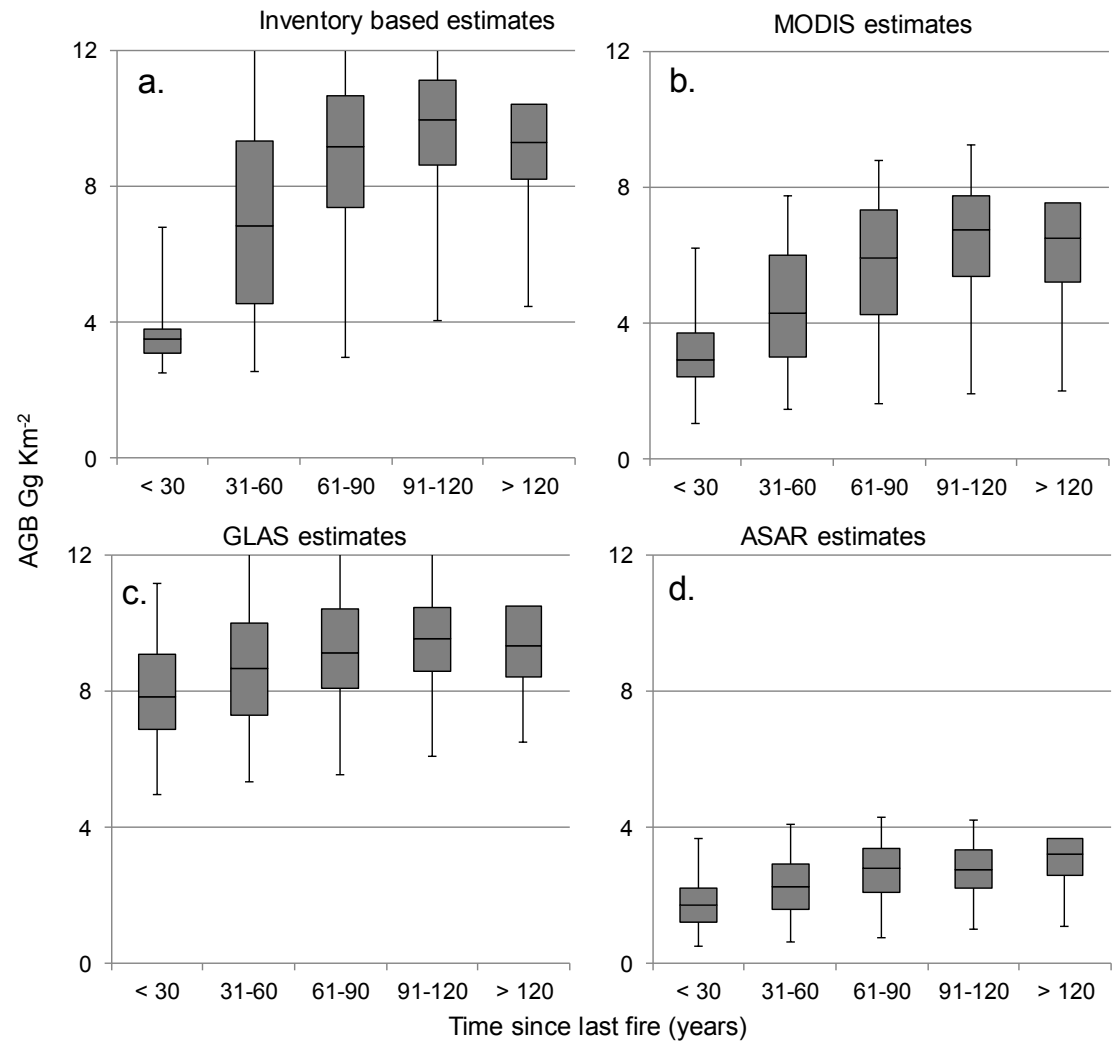 Inventory based estimates
MODIS estimates
12
a.
8
4
0
< 30 31-60 61-90 91-120 > 120
12
b.
8
4
0
< 30 31-60 61-90 91-120 > 120
AGB Gg Km-2
GLAS estimates
ASAR estimates
12
c.
8
4
0
< 30 31-60 61-90 91-120 > 120
12
d.
8
4
0
< 30 31-60 61-90 91-120 > 120
Time since last fire (years)